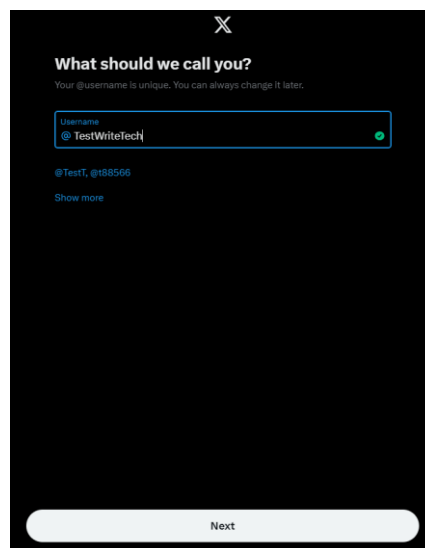 X
What should we call you?
Your @username is unique. You can always change it later.
Username
@ TestWriteTech
@TestT, @t88566
Show more
Next